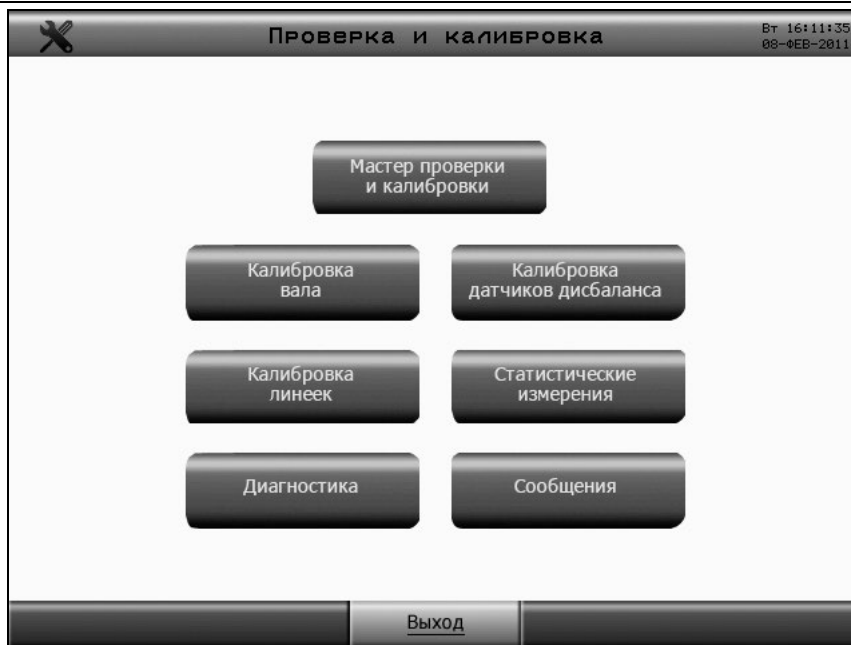 Проверка и калибровка
Вт 16:11:35
08-ФЕВ-2011
Мастер проверки
и калибровки
Калибровка
вала
Калибровка
датчиков дисбаланса
Калибровка
линеек
Статистические
измерения
Диагностика
Сообщения
Выход